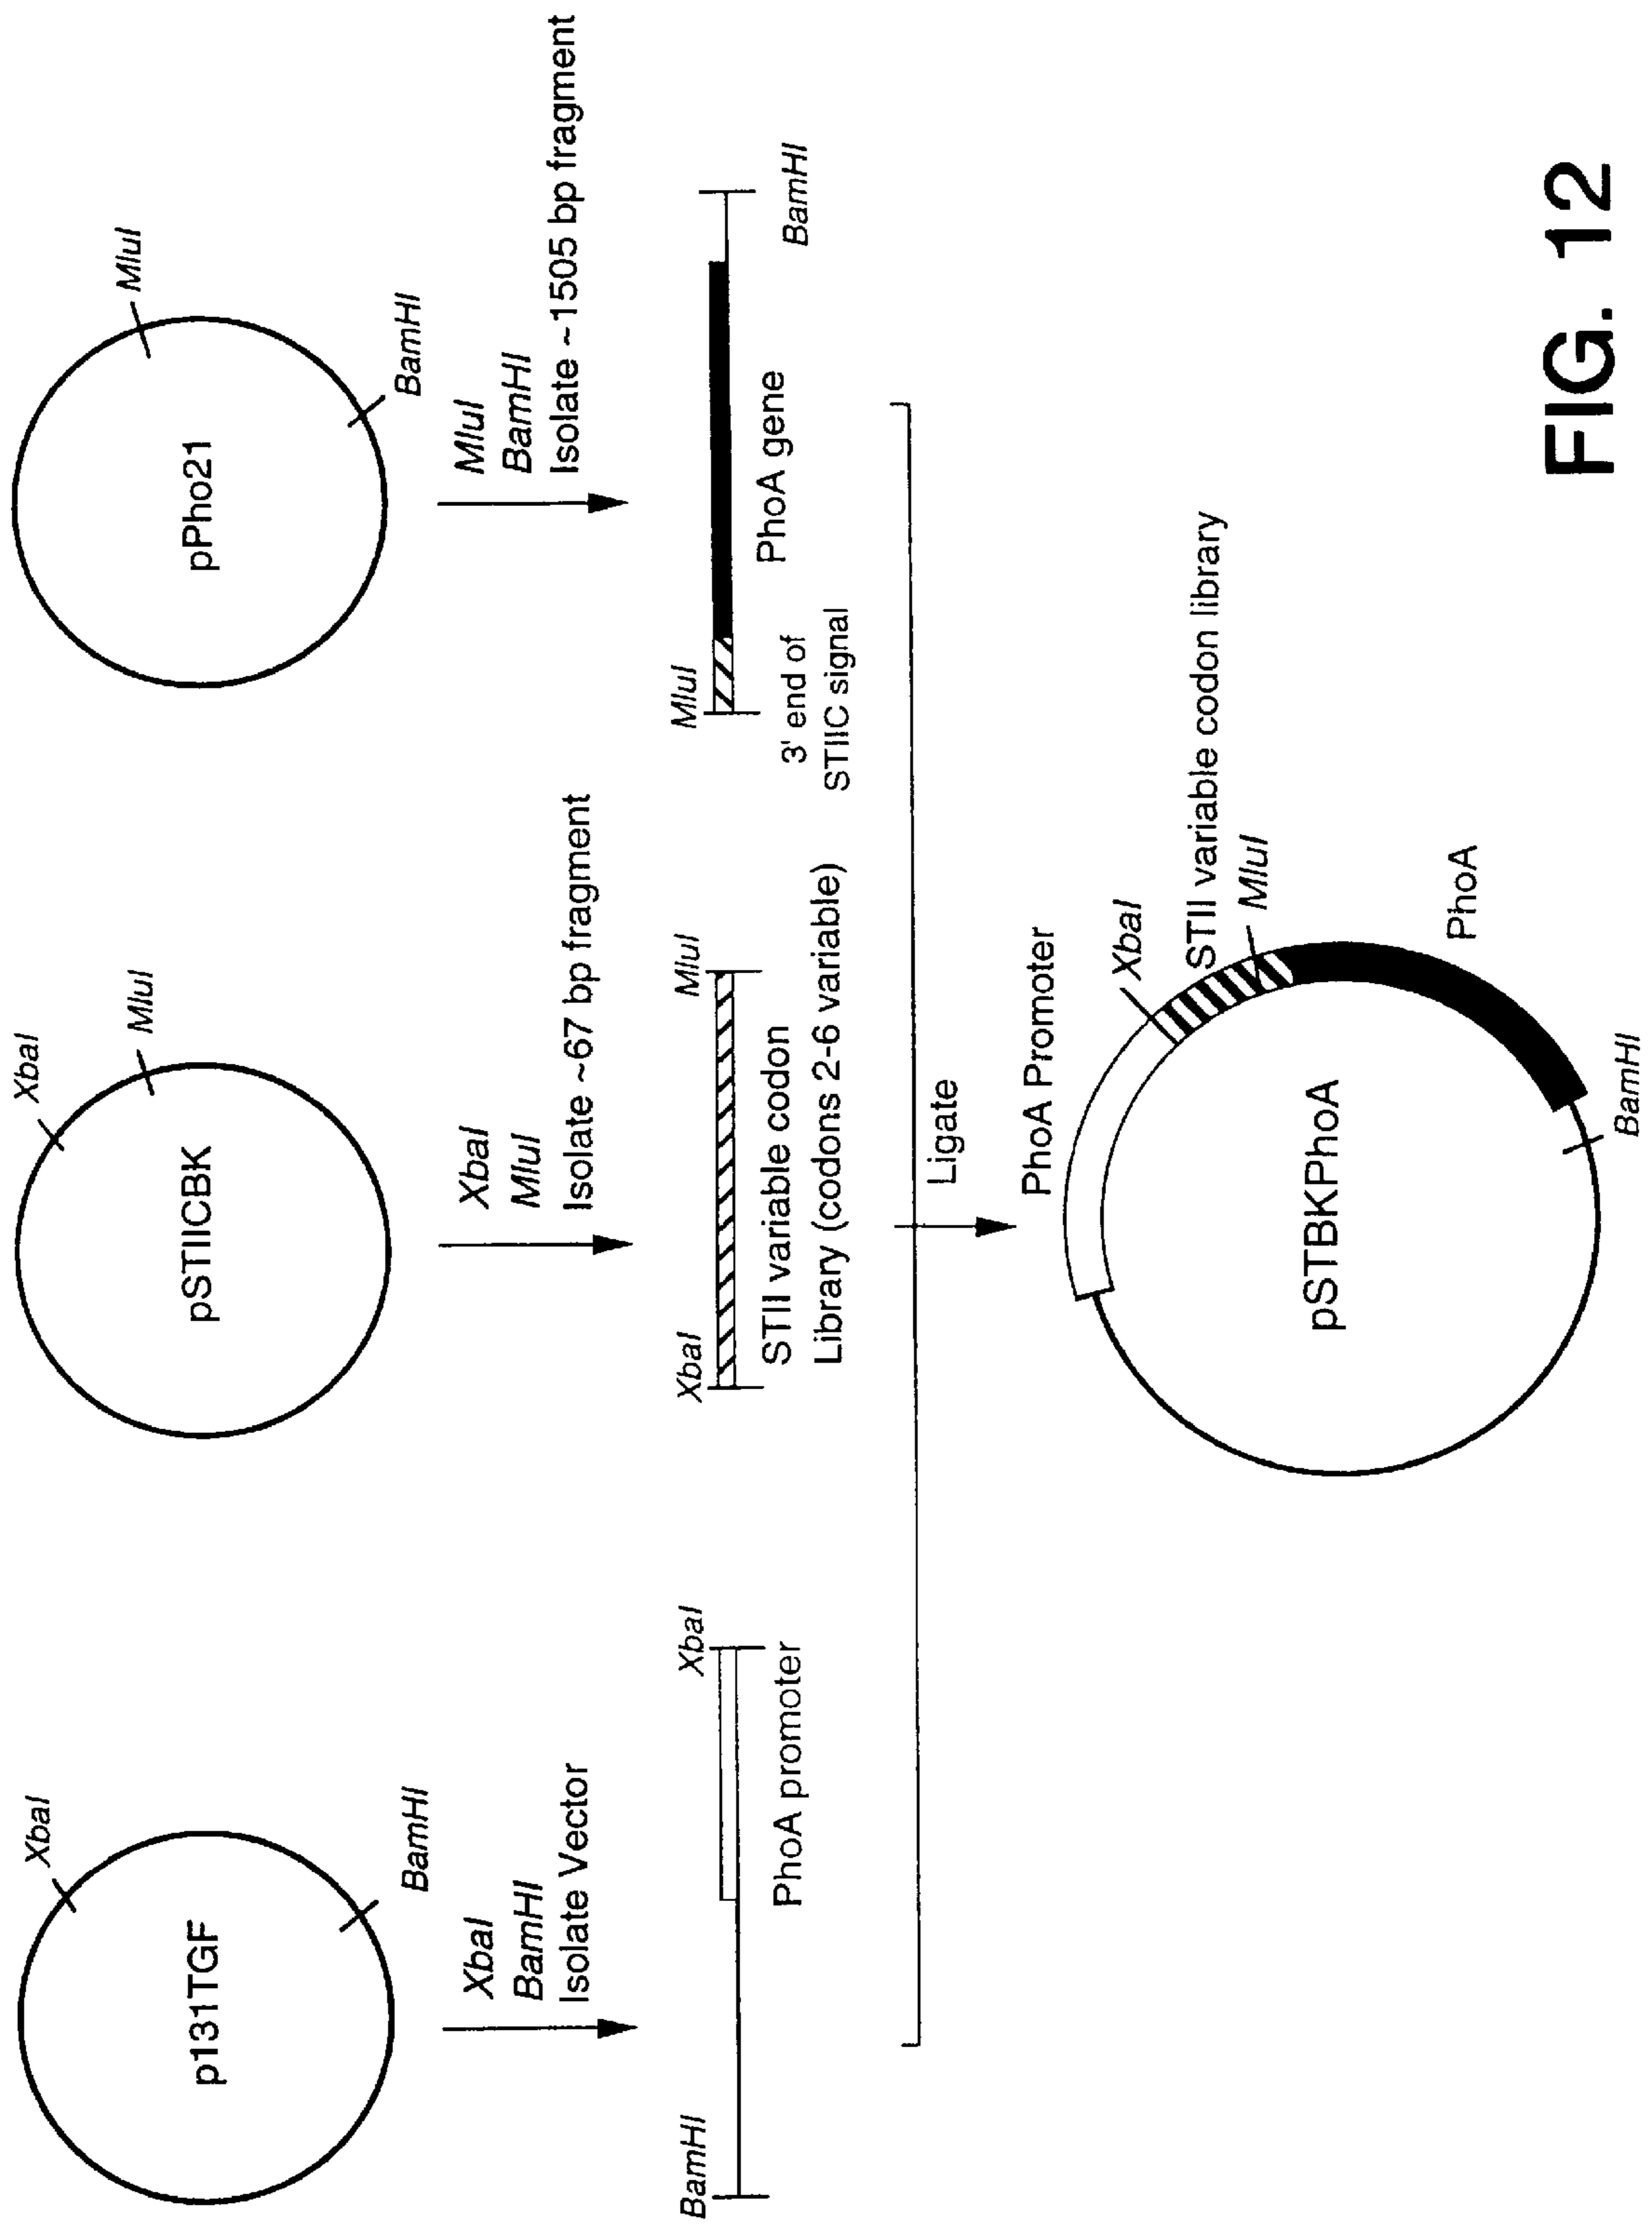 XbaI
p131TGF
BamHI
XbaI
BamHI
Isolate Vector
BamHI
XbaI
PhoA promoter
XbaI
MluI
pSTIICBK
XbaI
MluI
Isolate ~67 bp fragment
XbaI
MluI
STII variable codon
Library (codons 2-6 variable)
MluI
pPho21
BamHI
MluI
BamHI
Isolate ~1505 bp fragment
MluI
BamHI
PhoA gene
3' end of
STIIC signal
Ligate
PhoA Promoter
XbaI
STII variable codon library
MluI
pSTBKPhoA
PhoA
BamHI
FIG. 12